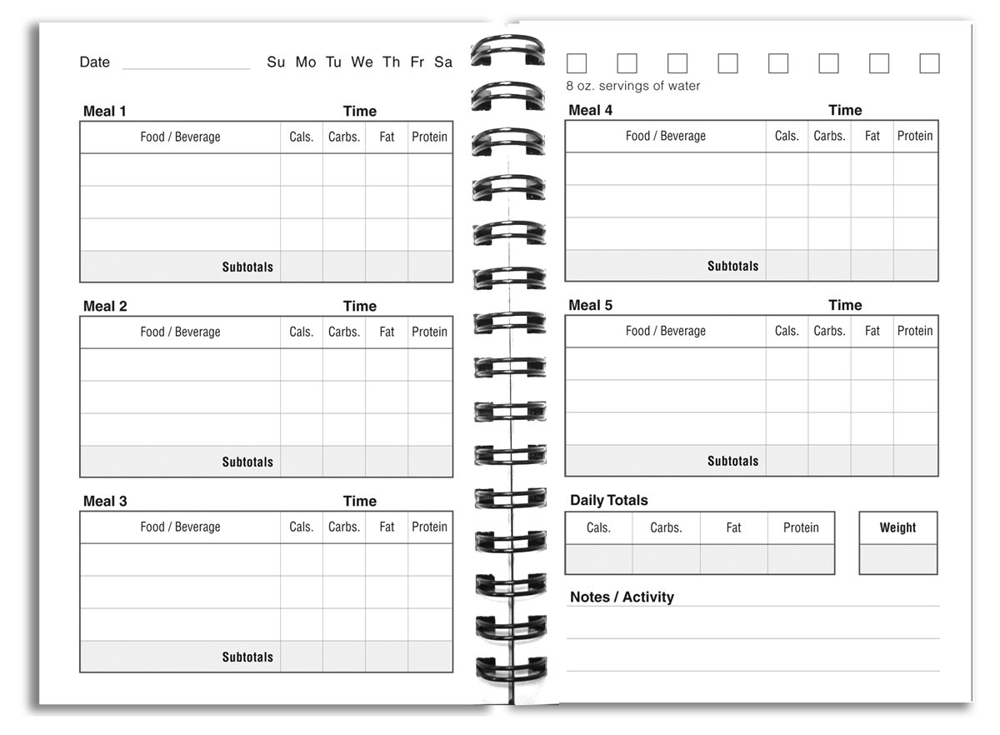 Date Su Mo Tu We Th Fr Sa
Meal 1 Time
Food / Beverage Cals. Carbs. Fat Protein
Subtotals
Meal 2 Time
Food / Beverage Cals. Carbs. Fat Protein
Subtotals
Meal 3 Time
Food / Beverage Cals. Carbs. Fat Protein
Subtotals
8 oz. servings of water
Meal 4 Time
Food / Beverage Cals. Carbs. Fat Protein
Subtotals
Meal 5 Time
Food / Beverage Cals. Carbs. Fat Protein
Subtotals
Daily Totals
Cals. Carbs. Fat Protein Weight
Notes / Activity